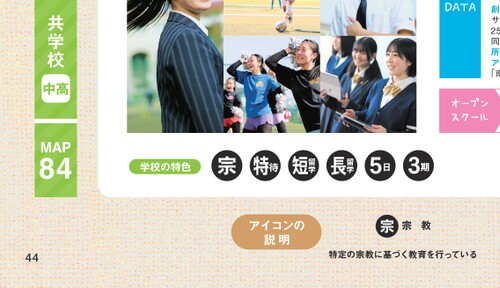 共学校
中高
MAP
84
DATA
オープン
スクール
学校の特色
宗 特待 短留学 長留学 5日 3期
アイコンの
説明
宗 宗教
特定の宗教に基づく教育を行っている
44